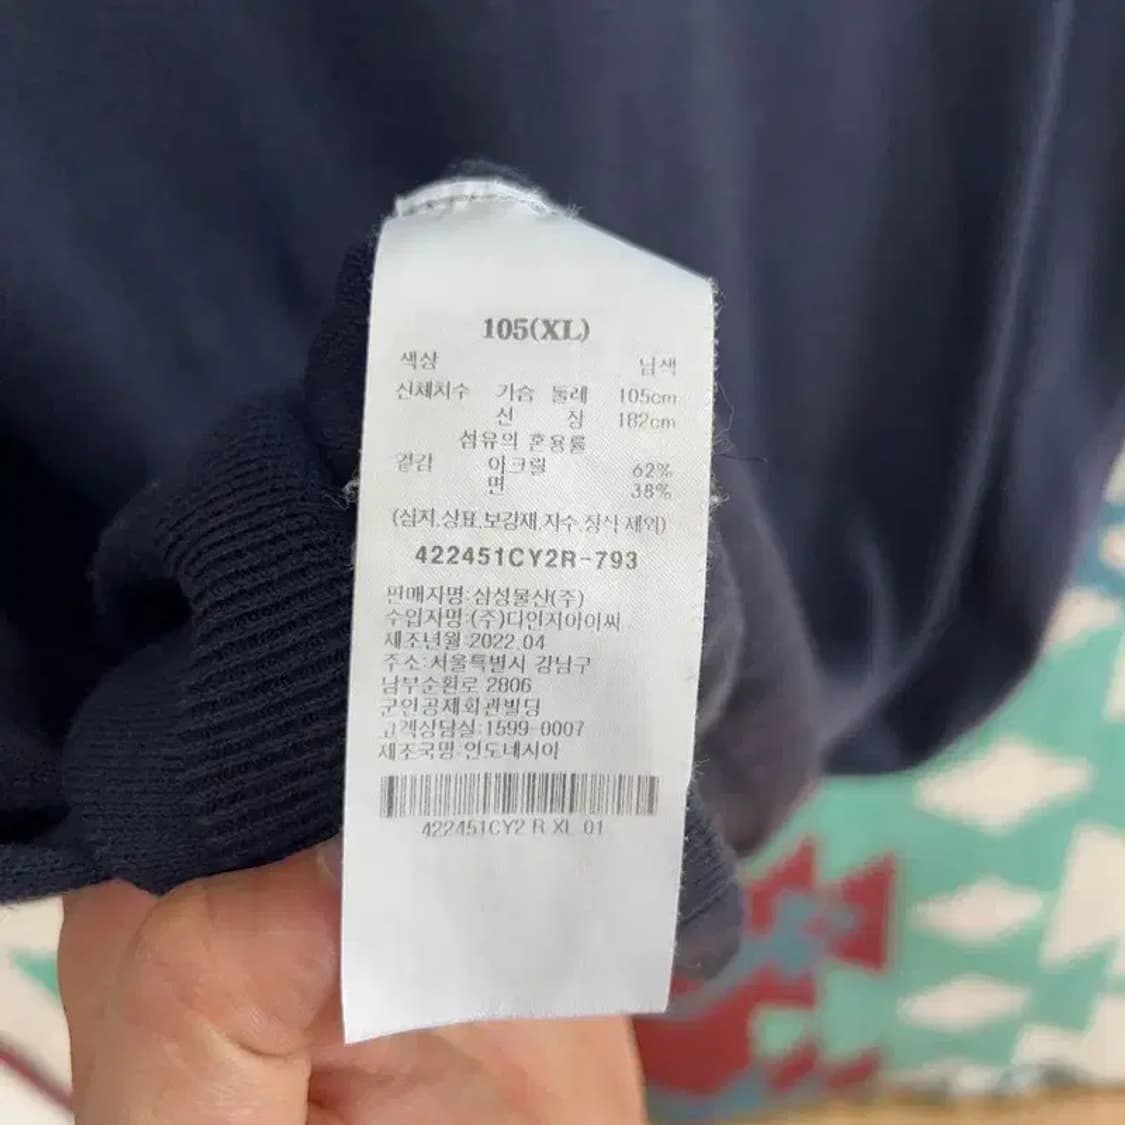 105(XL)
색상 남색
신체치수 가슴 둘레 105cm
신 장 182cm
섬유의 혼용률
겉감 아크릴 62%
면 38%
(심지,상표,보강재,자수,장식 제외)
422451CY2R-793
판매자명:삼성물산(주)
수입자명:(주)디인지아이씨
제조년월:2022.04
주소:서울특별시 강남구
남부순환로 2806
군인공제회관빌딩
고객상담실:1599-0007
제조국명:인도네시아
422451CY2 R XL 01